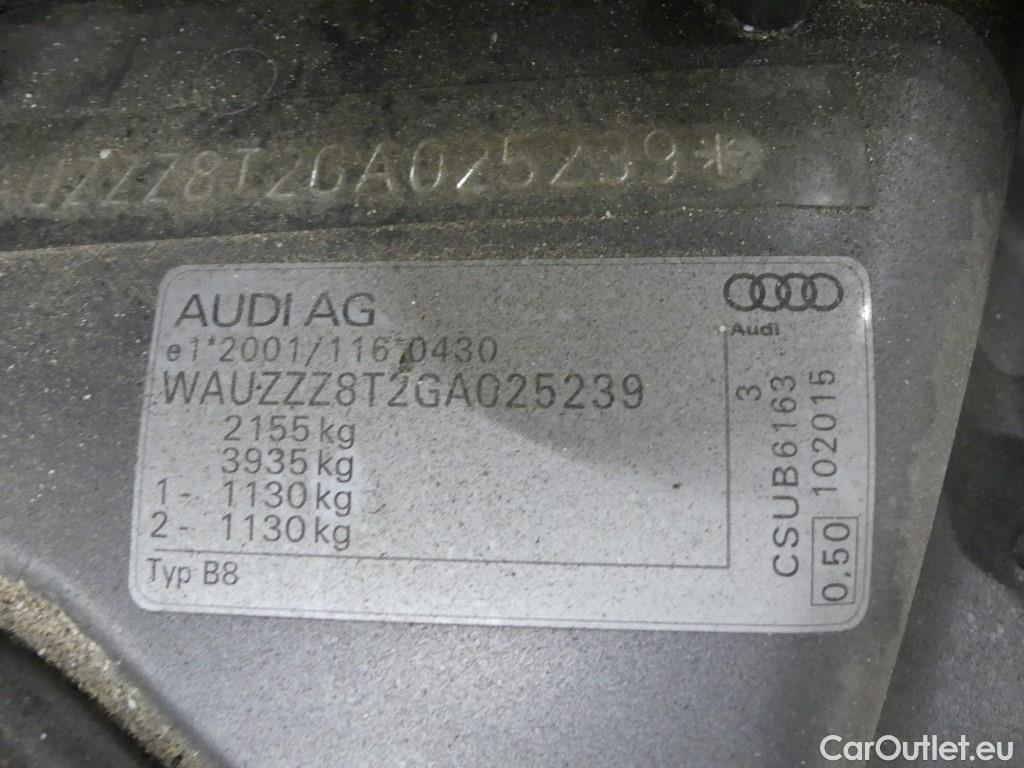 UZZZ8T2GA025239*
AUDI AG
Audi
e1*2001/116*0430
WAUZZZ8T2GA025239
2155 kg
3935 kg
1 - 1130 kg
2 - 1130 kg
Typ B8
3
CSUB6163
0,50 102015
CarOutlet.eu